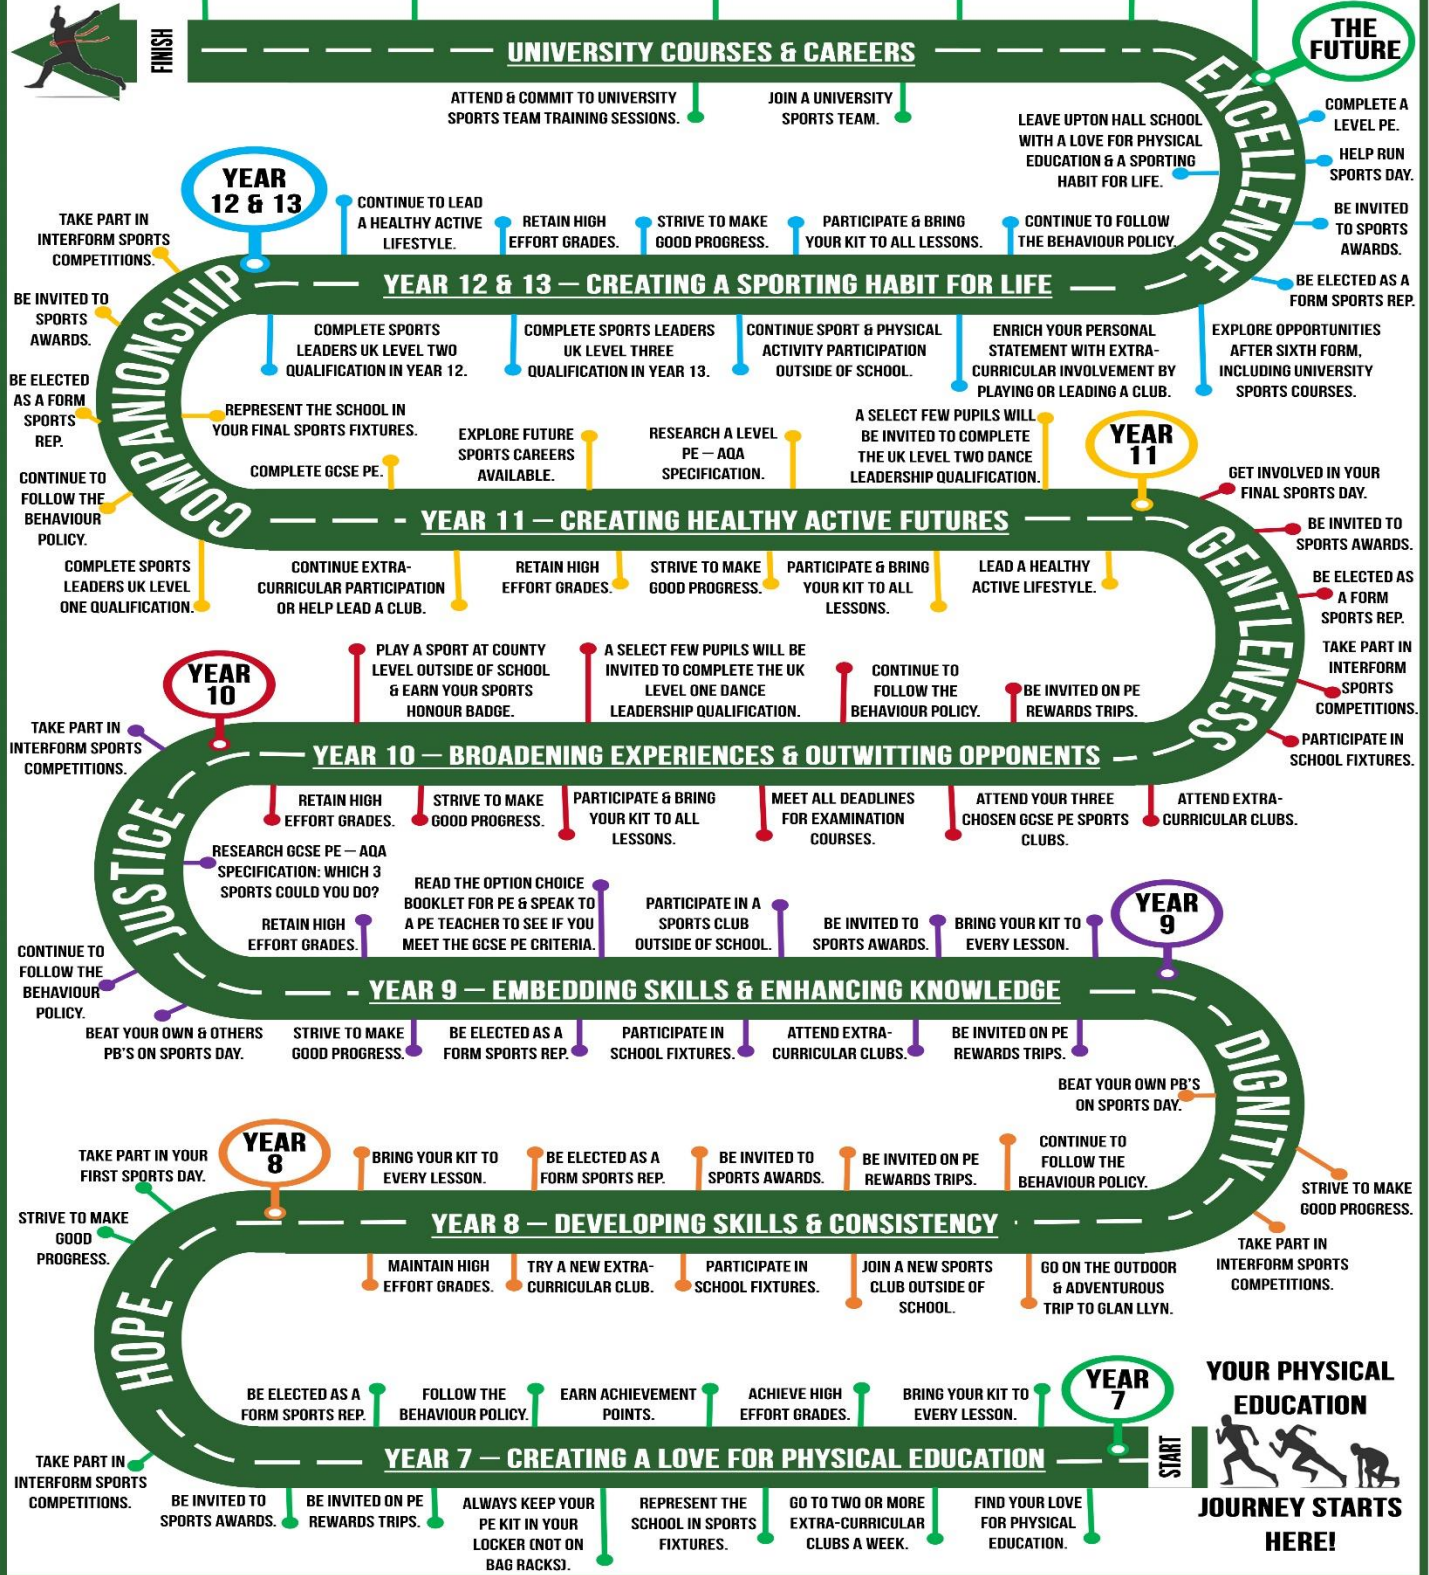 FINISH
UNIVERSITY COURSES & CAREERS
THE
FUTURE
ATTEND & COMMIT TO UNIVERSITY
SPORTS TEAM TRAINING SESSIONS.
JOIN A UNIVERSITY
SPORTS TEAM.
EXCELLENCE
LEAVE UPTON HALL SCHOOL
WITH A LOVE FOR PHYSICAL
EDUCATION & A SPORTING
HABIT FOR LIFE.
COMPLETE A
LEVEL PE.
HELP RUN
SPORTS DAY.
BE INVITED
TO SPORTS
AWARDS.
BE ELECTED AS A
FORM SPORTS REP.
YEAR
12 & 13
CONTINUE TO LEAD
A HEALTHY ACTIVE
LIFESTYLE.
RETAIN HIGH
EFFORT GRADES.
STRIVE TO MAKE
GOOD PROGRESS.
PARTICIPATE & BRING
YOUR KIT TO ALL LESSONS.
CONTINUE TO FOLLOW
THE BEHAVIOUR POLICY.
YEAR 12 & 13 – CREATING A SPORTING HABIT FOR LIFE
COMPLETE SPORTS
LEADERS UK LEVEL TWO
QUALIFICATION IN YEAR 12.
COMPLETE SPORTS LEADERS
UK LEVEL THREE
QUALIFICATION IN YEAR 13.
CONTINUE SPORT & PHYSICAL
ACTIVITY PARTICIPATION
OUTSIDE OF SCHOOL.
ENRICH YOUR PERSONAL
STATEMENT WITH EXTRA-
CURRICULAR INVOLVEMENT BY
PLAYING OR LEADING A CLUB.
EXPLORE OPPORTUNITIES
AFTER SIXTH FORM,
INCLUDING UNIVERSITY
SPORTS COURSES.
TAKE PART IN
INTERFORM SPORTS
COMPETITIONS.
BE INVITED TO
SPORTS
AWARDS.
BE ELECTED
AS A FORM
SPORTS
REP.
CONTINUE TO
FOLLOW THE
BEHAVIOUR
POLICY.
COMPLETE SPORTS
LEADERS UK LEVEL
ONE QUALIFICATION.
COMPANIONSHIP
REPRESENT THE SCHOOL IN
YOUR FINAL SPORTS FIXTURES.
COMPLETE GCSE PE.
EXPLORE FUTURE
SPORTS CAREERS
AVAILABLE.
RESEARCH A LEVEL
PE – AQA
SPECIFICATION.
A SELECT FEW PUPILS WILL
BE INVITED TO COMPLETE
THE UK LEVEL TWO DANCE
LEADERSHIP QUALIFICATION.
YEAR
11
YEAR 11 – CREATING HEALTHY ACTIVE FUTURES
CONTINUE EXTRA-
CURRICULAR PARTICIPATION
OR HELP LEAD A CLUB.
RETAIN HIGH
EFFORT GRADES.
STRIVE TO MAKE
GOOD PROGRESS.
PARTICIPATE & BRING
YOUR KIT TO ALL
LESSONS.
LEAD A HEALTHY
ACTIVE LIFESTYLE.
GENTLENESS
GET INVOLVED IN YOUR
FINAL SPORTS DAY.
BE INVITED TO
SPORTS AWARDS.
BE ELECTED AS
A FORM
SPORTS REP.
TAKE PART IN
INTERFORM
SPORTS
COMPETITIONS.
PARTICIPATE IN
SCHOOL FIXTURES.
YEAR
10
PLAY A SPORT AT COUNTY
LEVEL OUTSIDE OF SCHOOL
& EARN YOUR SPORTS
HONOUR BADGE.
A SELECT FEW PUPILS WILL BE
INVITED TO COMPLETE THE UK
LEVEL ONE DANCE
LEADERSHIP QUALIFICATION.
CONTINUE TO
FOLLOW THE
BEHAVIOUR POLICY.
BE INVITED ON PE
REWARDS TRIPS.
YEAR 10 – BROADENING EXPERIENCES & OUTWITTING OPPONENTS
RETAIN HIGH
EFFORT GRADES.
STRIVE TO MAKE
GOOD PROGRESS.
PARTICIPATE & BRING
YOUR KIT TO ALL
LESSONS.
MEET ALL DEADLINES
FOR EXAMINATION
COURSES.
ATTEND YOUR THREE
CHOSEN GCSE PE SPORTS
CLUBS.
ATTEND EXTRA-
CURRICULAR CLUBS.
TAKE PART IN
INTERFORM SPORTS
COMPETITIONS.
JUSTICE
RESEARCH GCSE PE – AQA
SPECIFICATION: WHICH 3
SPORTS COULD YOU DO?
CONTINUE TO
FOLLOW THE
BEHAVIOUR
POLICY.
BEAT YOUR OWN & OTHERS
PB'S ON SPORTS DAY.
RETAIN HIGH
EFFORT GRADES.
READ THE OPTION CHOICE
BOOKLET FOR PE & SPEAK TO
A PE TEACHER TO SEE IF YOU
MEET THE GCSE PE CRITERIA.
PARTICIPATE IN A
SPORTS CLUB
OUTSIDE OF SCHOOL.
BE INVITED TO
SPORTS AWARDS.
BRING YOUR KIT TO
EVERY LESSON.
YEAR
9
YEAR 9 – EMBEDDING SKILLS & ENHANCING KNOWLEDGE
STRIVE TO MAKE
GOOD PROGRESS.
BE ELECTED AS A
FORM SPORTS REP.
PARTICIPATE IN
SCHOOL FIXTURES.
ATTEND EXTRA-
CURRICULAR CLUBS.
BE INVITED ON PE
REWARDS TRIPS.
DIGNITY
BEAT YOUR OWN PB'S
ON SPORTS DAY.
STRIVE TO MAKE
GOOD PROGRESS.
TAKE PART IN
INTERFORM SPORTS
COMPETITIONS.
YEAR
8
BRING YOUR KIT TO
EVERY LESSON.
BE ELECTED AS A
FORM SPORTS REP.
BE INVITED TO
SPORTS AWARDS.
BE INVITED ON PE
REWARDS TRIPS.
CONTINUE TO
FOLLOW THE
BEHAVIOUR POLICY.
YEAR 8 – DEVELOPING SKILLS & CONSISTENCY
MAINTAIN HIGH
EFFORT GRADES.
TRY A NEW EXTRA-
CURRICULAR CLUB.
PARTICIPATE IN
SCHOOL FIXTURES.
JOIN A NEW SPORTS
CLUB OUTSIDE OF
SCHOOL.
GO ON THE OUTDOOR
& ADVENTUROUS
TRIP TO GLAN LLYN.
TAKE PART IN YOUR
FIRST SPORTS DAY.
STRIVE TO MAKE
GOOD
PROGRESS.
HOPE
TAKE PART IN
INTERFORM SPORTS
COMPETITIONS.
BE ELECTED AS A
FORM SPORTS REP.
FOLLOW THE
BEHAVIOUR POLICY.
EARN ACHIEVEMENT
POINTS.
ACHIEVE HIGH
EFFORT GRADES.
BRING YOUR KIT TO
EVERY LESSON.
YEAR
7
YEAR 7 – CREATING A LOVE FOR PHYSICAL EDUCATION
START
BE INVITED TO
SPORTS AWARDS.
BE INVITED ON PE
REWARDS TRIPS.
ALWAYS KEEP YOUR
PE KIT IN YOUR
LOCKER (NOT ON
BAG RACKS).
REPRESENT THE
SCHOOL IN SPORTS
FIXTURES.
GO TO TWO OR MORE
EXTRA-CURRICULAR
CLUBS A WEEK.
FIND YOUR LOVE
FOR PHYSICAL
EDUCATION.
YOUR PHYSICAL
EDUCATION
JOURNEY STARTS
HERE!